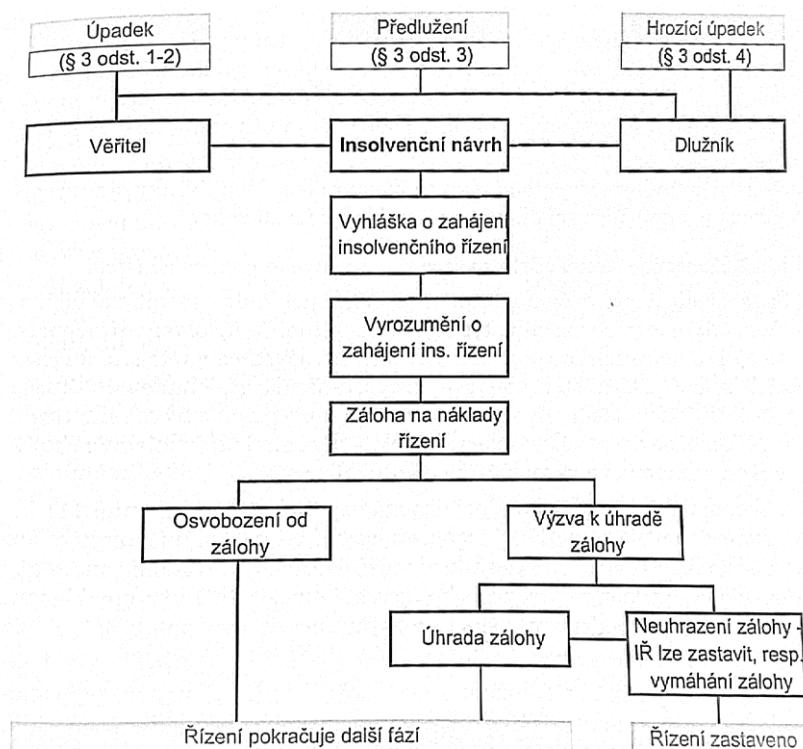 Úpadek
(§ 3 odst. 1-2)
Předlužení
(§ 3 odst. 3)
Hrozící úpadek
(§ 3 odst. 4)
Věřitel
Insolvenční návrh
Dlužník
Vyhláška o zahájení
insolvenčního řízení
Vyrozumění o
zahájení ins. řízení
Záloha na náklady
řízení
Osvobození od
zálohy
Výzva k úhradě
zálohy
Úhrada zálohy
Neuhrazení zálohy -
IŘ lze zastavit, resp.
vymáhání zálohy
Řízení pokračuje další fází
Řízení zastaveno